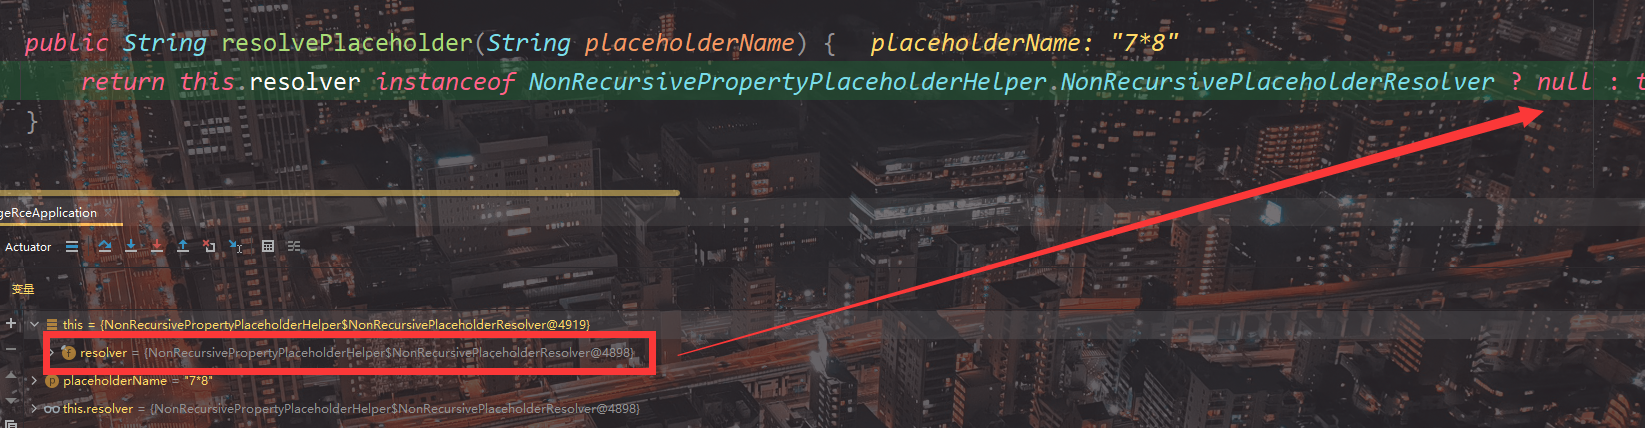 public String resolvePlaceholder(String placeholderName) { placeholderName: "7*8"
return this.resolver instanceof NonRecursivePropertyPlaceholderHelper.NonRecursivePlaceholderResolver ? null : t
}
geRceApplication
Actuator
变量
this = {NonRecursivePropertyPlaceholderHelper$NonRecursivePlaceholderResolver@4919}
f resolver = {NonRecursivePropertyPlaceholderHelper$NonRecursivePlaceholderResolver@4898}
p placeholderName = "7*8"
this.resolver = {NonRecursivePropertyPlaceholderHelper$NonRecursivePlaceholderResolver@4898}